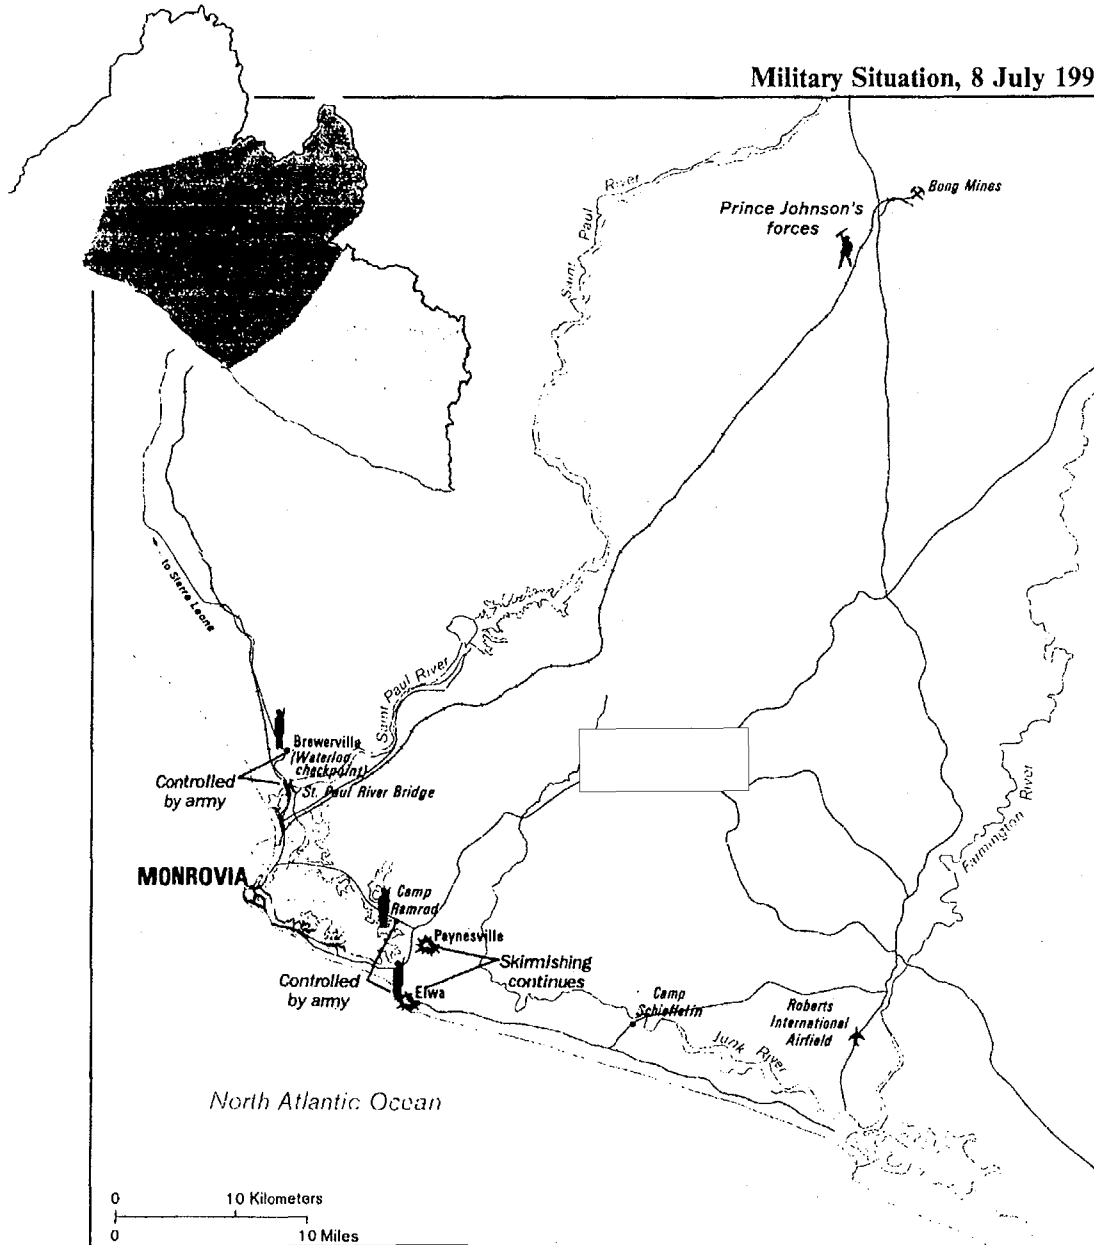 Military Situation, 8 July 199
Saint Paul River
Bong Mines
Prince Johnson's
forces
to Sierra Leone
Saint Paul River
Brewerville
(Waterloo
checkpoint)
Controlled
by army
St. Paul River Bridge
Farmington River
MONROVIA
Camp
Ramrod
Paynesville
Skirmishing
continues
Controlled
by army
Elwa
Camp
Schieffelin
Roberts
International
Airfield
Junk River
North Atlantic Ocean
0 10 Kilometers
0 10 Miles